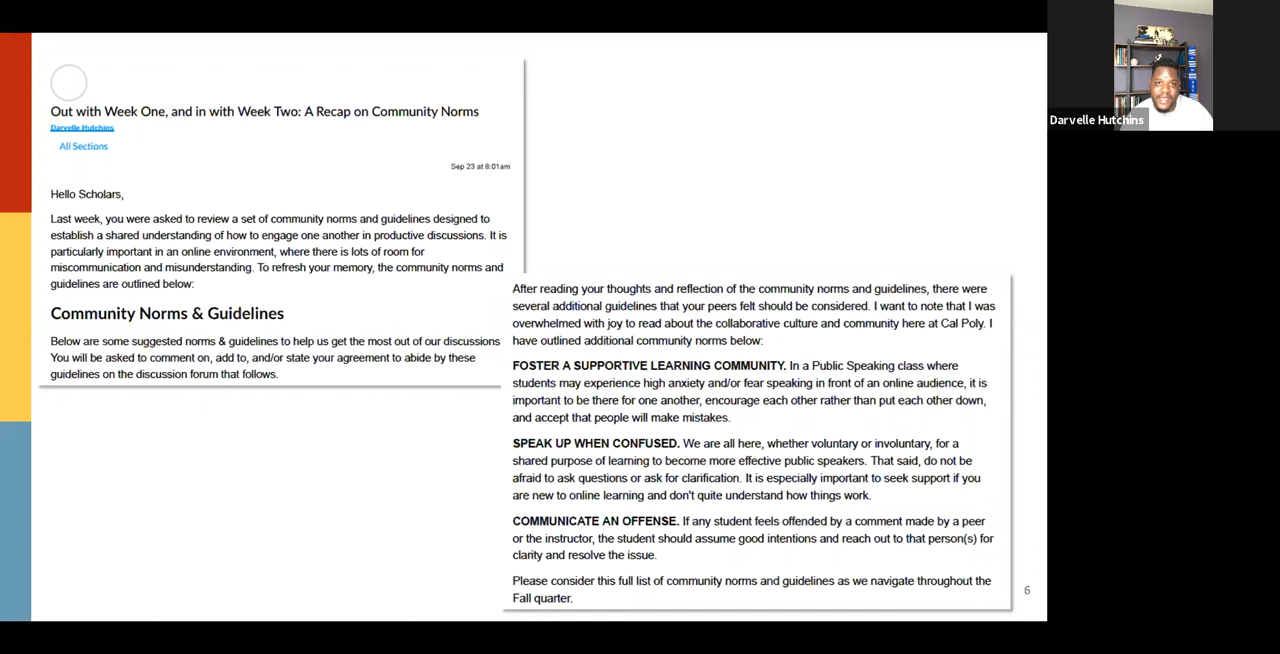 Out with Week One, and in with Week Two: A Recap on Community Norms
Darvelle Hutchins
All Sections
Sep 23 at 8:01am
Hello Scholars,
Last week, you were asked to review a set of community norms and guidelines designed to
establish a shared understanding of how to engage one another in productive discussions. It is
particularly important in an online environment, where there is lots of room for
miscommunication and misunderstanding. To refresh your memory, the community norms and
guidelines are outlined below:
Community Norms & Guidelines
Below are some suggested norms & guidelines to help us get the most out of our discussions
You will be asked to comment on, add to, and/or state your agreement to abide by these
guidelines on the discussion forum that follows.
After reading your thoughts and reflection of the community norms and guidelines, there were
several additional guidelines that your peers felt should be considered. I want to note that I was
overwhelmed with joy to read about the collaborative culture and community here at Cal Poly. I
have outlined additional community norms below:
FOSTER A SUPPORTIVE LEARNING COMMUNITY. In a Public Speaking class where
students may experience high anxiety and/or fear speaking in front of an online audience, it is
important to be there for one another, encourage each other rather than put each other down,
and accept that people will make mistakes.
SPEAK UP WHEN CONFUSED. We are all here, whether voluntary or involuntary, for a
shared purpose of learning to become more effective public speakers. That said, do not be
afraid to ask questions or ask for clarification. It is especially important to seek support if you
are new to online learning and don't quite understand how things work.
COMMUNICATE AN OFFENSE. If any student feels offended by a comment made by a peer
or the instructor, the student should assume good intentions and reach out to that person(s) for
clarity and resolve the issue.
Please consider this full list of community norms and guidelines as we navigate throughout the
Fall quarter.
6
Darvelle Hutchins